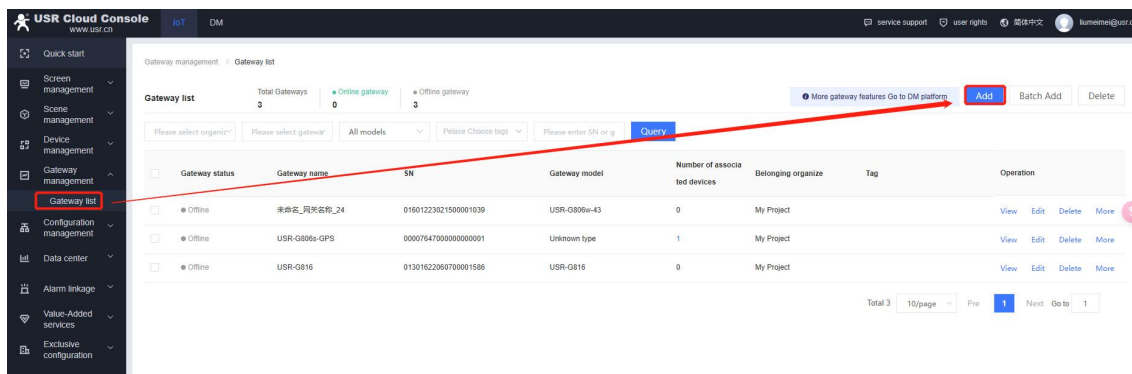 USR Cloud Console
www.usr.cn
IoT
DM
service support
user rights
简体中文
liumeimei@usr.c
Quick start
Screen
management
Scene
management
Device
management
Gateway
management
Gateway list
Configuration
management
Data center
Alarm linkage
Value-Added
services
Exclusive
configuration
Gateway management > Gateway list
Gateway list
Total Gateways
3
Online gateway
0
Offline gateway
3
More gateway features Go to DM platform
Add
Batch Add
Delete
Please select organiz
Please select gatewa
All models
Pelase Choose tags
Please enter SN or g
Query
Gateway status
Gateway name
SN
Gateway model
Number of associa
ted devices
Belonging organize
Tag
Operation
Offline
未命名_网关名称_24
01601223021500001039
USR-G806w-43
0
My Project
View Edit Delete More
Offline
USR-G806s-GPS
00007647000000000001
Unknown type
1
My Project
View Edit Delete More
Offline
USR-G816
01301622060700001586
USR-G816
0
My Project
View Edit Delete More
Total 3
10/page
Pre
1
Next
Go to
1